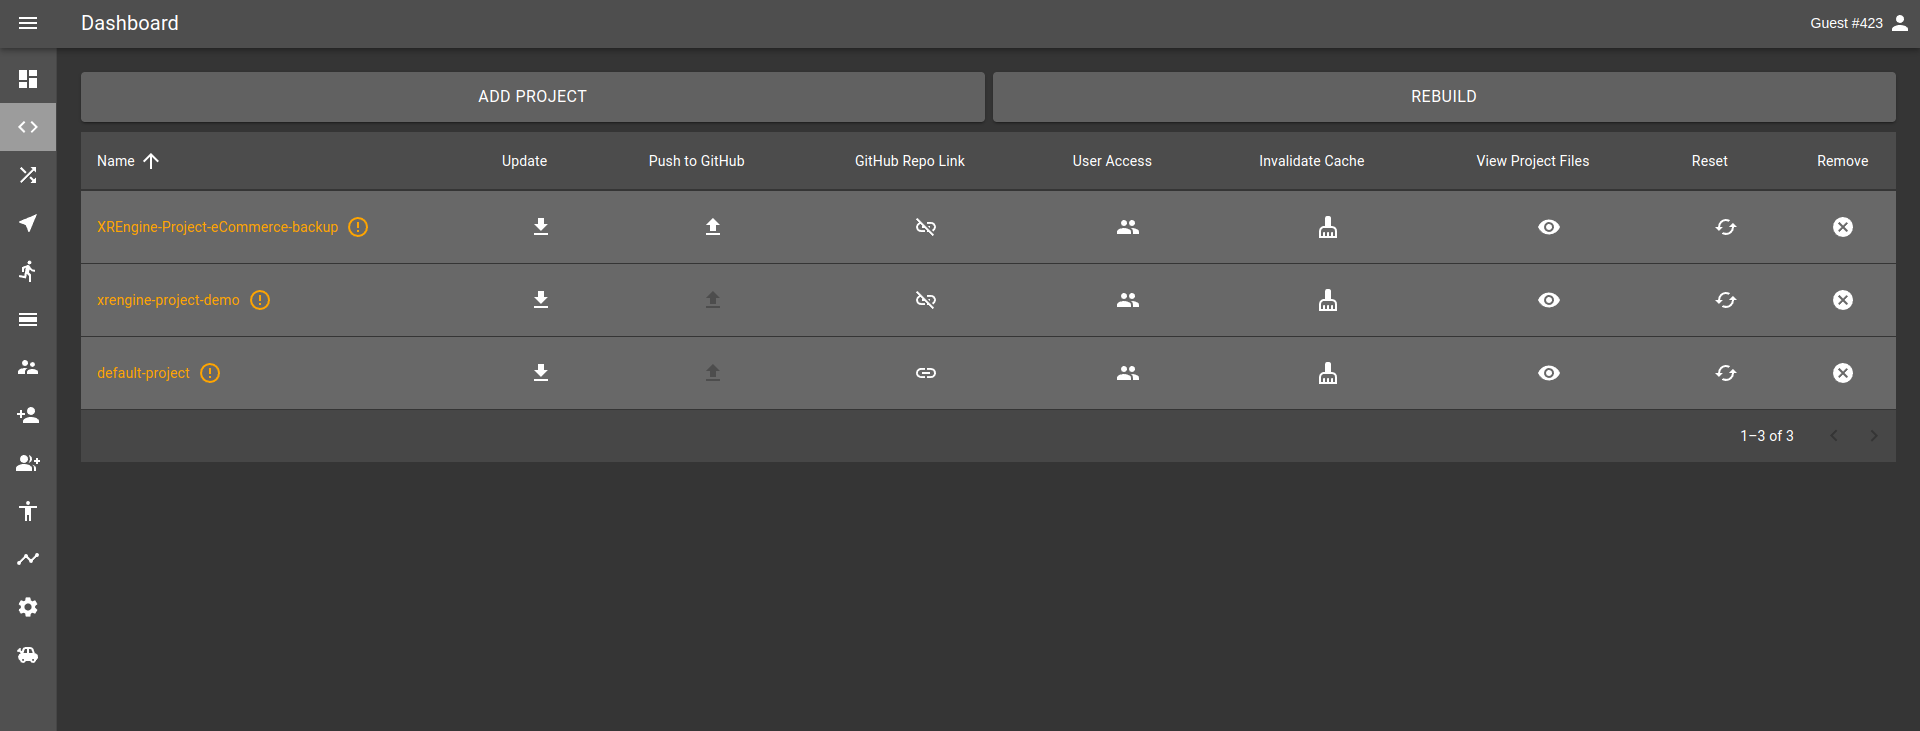 Dashboard
Guest #423
ADD PROJECT
REBUILD
Name Update Push to GitHub GitHub Repo Link User Access Invalidate Cache View Project Files Reset Remove
XREngine-Project-eCommerce-backup
xrengine-project-demo
default-project
1–3 of 3